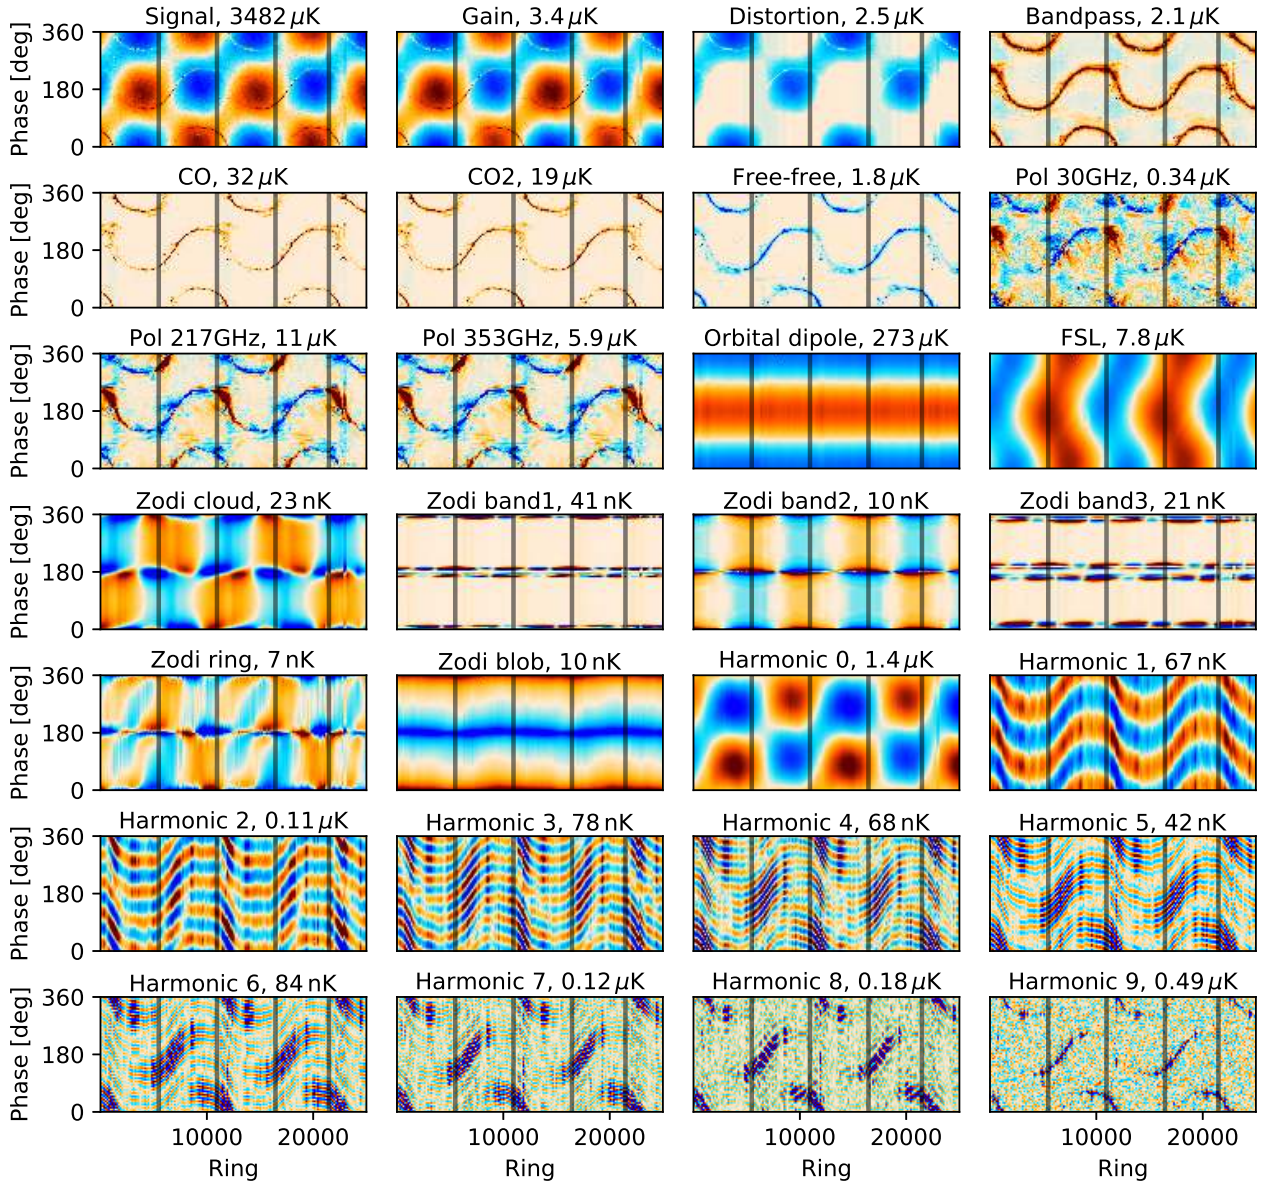 Signal, 3482 μK
Gain, 3.4 μK
Distortion, 2.5 μK
Bandpass, 2.1 μK
Phase [deg]
360
180
0
CO, 32 μK
CO2, 19 μK
Free-free, 1.8 μK
Pol 30GHz, 0.34 μK
Phase [deg]
360
180
0
Pol 217GHz, 11 μK
Pol 353GHz, 5.9 μK
Orbital dipole, 273 μK
FSL, 7.8 μK
Phase [deg]
360
180
0
Zodi cloud, 23 nK
Zodi band1, 41 nK
Zodi band2, 10 nK
Zodi band3, 21 nK
Phase [deg]
360
180
0
Zodi ring, 7 nK
Zodi blob, 10 nK
Harmonic 0, 1.4 μK
Harmonic 1, 67 nK
Phase [deg]
360
180
0
Harmonic 2, 0.11 μK
Harmonic 3, 78 nK
Harmonic 4, 68 nK
Harmonic 5, 42 nK
Phase [deg]
360
180
0
Harmonic 6, 84 nK
Harmonic 7, 0.12 μK
Harmonic 8, 0.18 μK
Harmonic 9, 0.49 μK
Phase [deg]
360
180
0
10000 20000
10000 20000
10000 20000
10000 20000
Ring
Ring
Ring
Ring